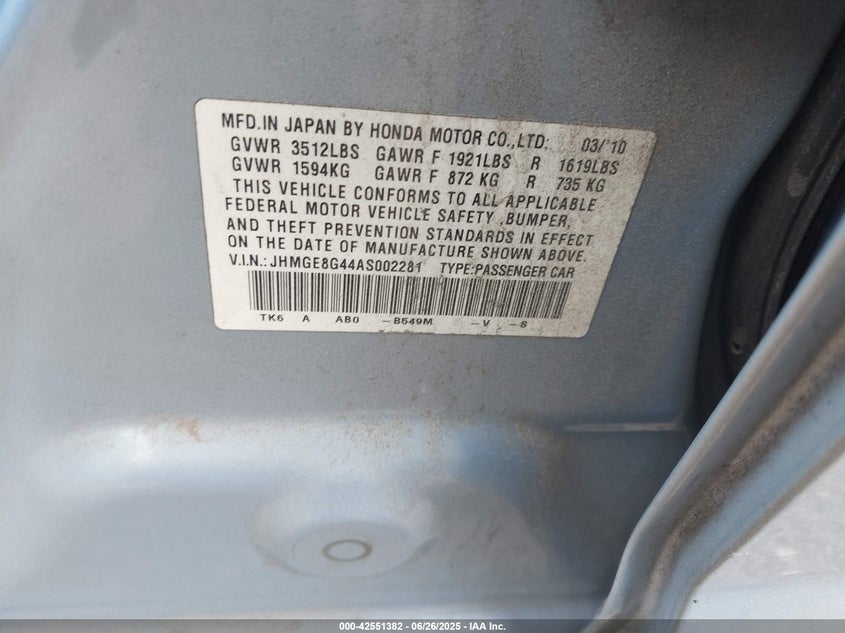 MFD.IN JAPAN BY HONDA MOTOR CO.,LTD: 03/'10
GVWR 3512LBS GAWR F 1921LBS R 1619LBS
GVWR 1594KG GAWR F 872 KG R 735 KG
THIS VEHICLE CONFORMS TO ALL APPLICABLE
FEDERAL MOTOR VEHICLE SAFETY ,BUMPER,
AND THEFT PREVENTION STANDARDS IN EFFECT
ON THE DATE OF MANUFACTURE SHOWN ABOVE.
V.I.N.: JHMGE8G44AS002281 TYPE:PASSENGER CAR
TK6 A AB0 -B549M -V -S
000-42551382 - 06/26/2025 - IAA Inc.